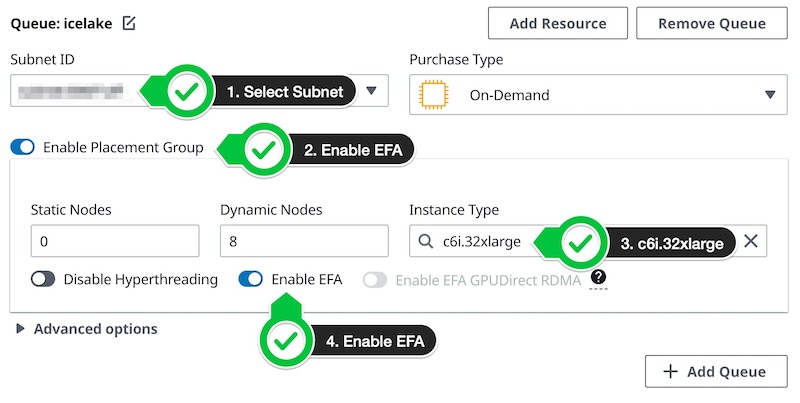 Queue: icelake
Add Resource
Remove Queue
Subnet ID
Purchase Type
1. Select Subnet
On-Demand
Enable Placement Group
2. Enable EFA
Static Nodes
Dynamic Nodes
Instance Type
0
8
c6i.32xlarge
3. c6i.32xlarge
Disable Hyperthreading
Enable EFA
Enable EFA GPUDirect RDMA
?
Advanced options
4. Enable EFA
+ Add Queue